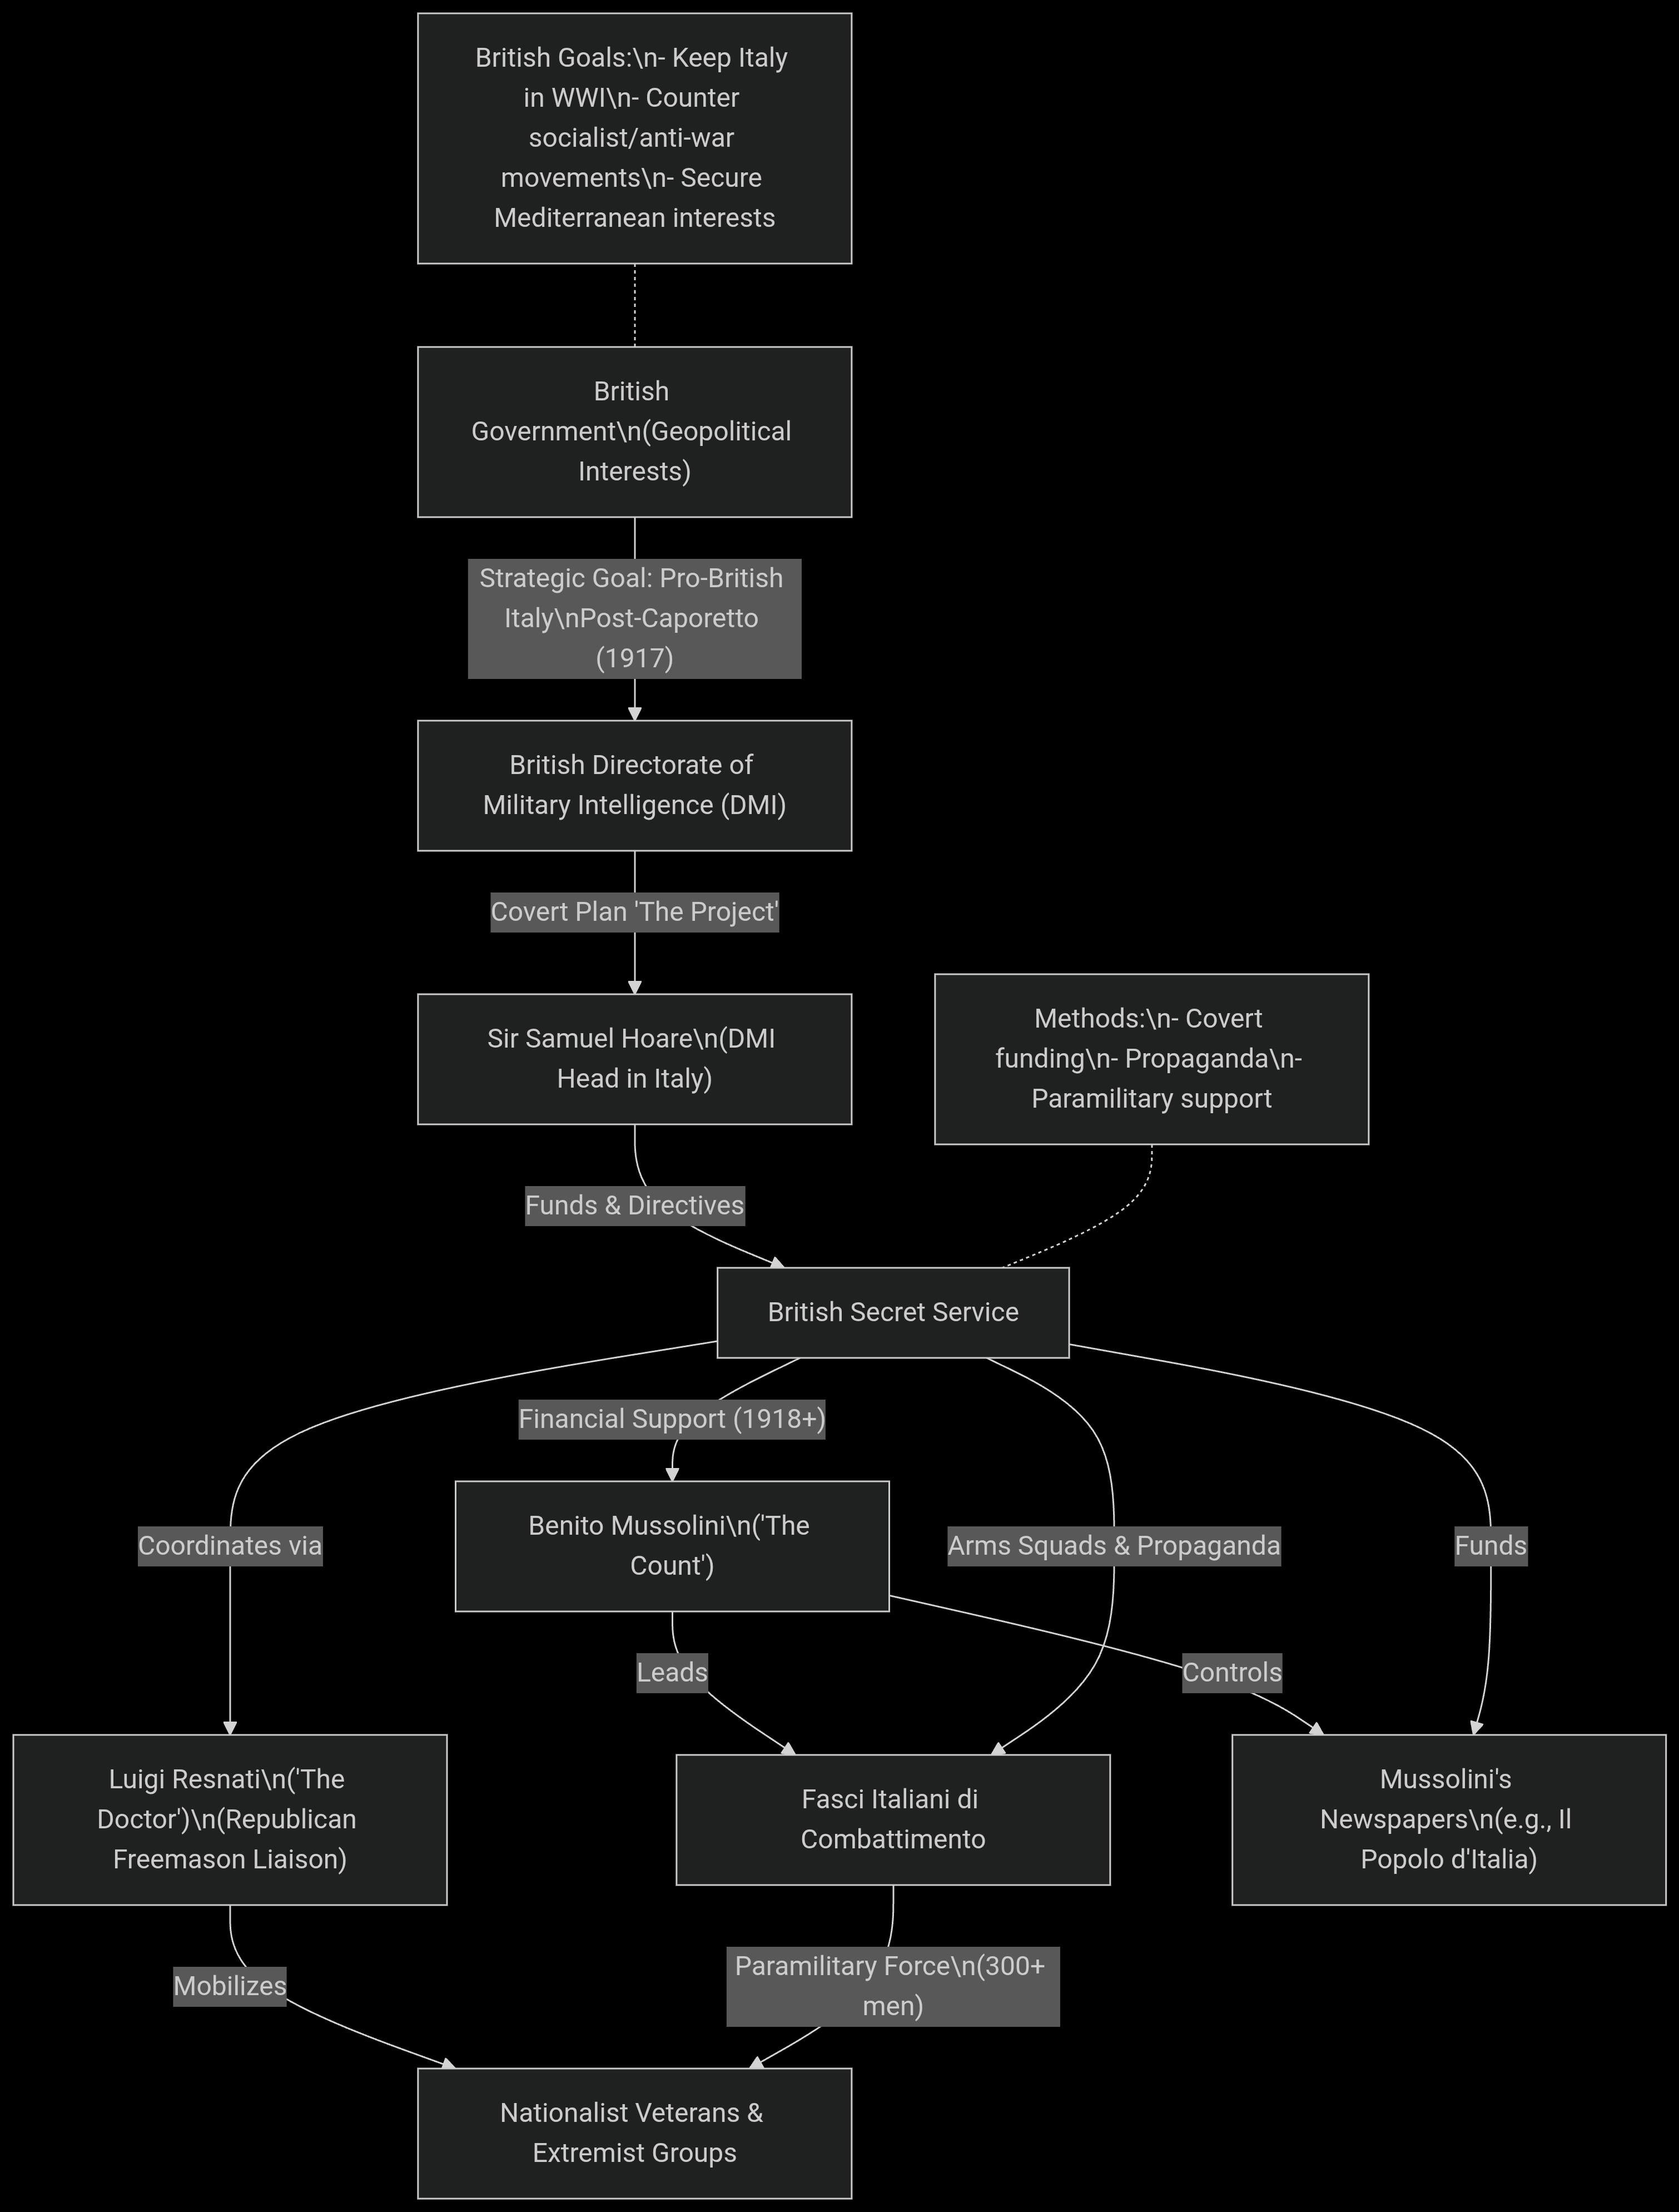 British Goals:\n- Keep Italy
in WWI\n- Counter
socialist/anti-war
movements\n- Secure
Mediterranean interests
British
Government\n(Geopolitical
Interests)
Strategic Goal: Pro-British
Italy\nPost-Caporetto
(1917)
British Directorate of
Military Intelligence (DMI)
Covert Plan 'The Project'
Sir Samuel Hoare\n(DMI
Head in Italy)
Methods:\n- Covert
funding\n- Propaganda\n-
Paramilitary support
Funds & Directives
British Secret Service
Financial Support (1918+)
Benito Mussolini\n('The
Count')
Coordinates via
Arms Squads & Propaganda
Funds
Leads
Controls
Luigi Resnati\n('The
Doctor')\n(Republican
Freemason Liaison)
Fasci Italiani di
Combattimento
Mussolini's
Newspapers\n(e.g., Il
Popolo d'Italia)
Mobilizes
Paramilitary Force\n(300+
men)
Nationalist Veterans &
Extremist Groups